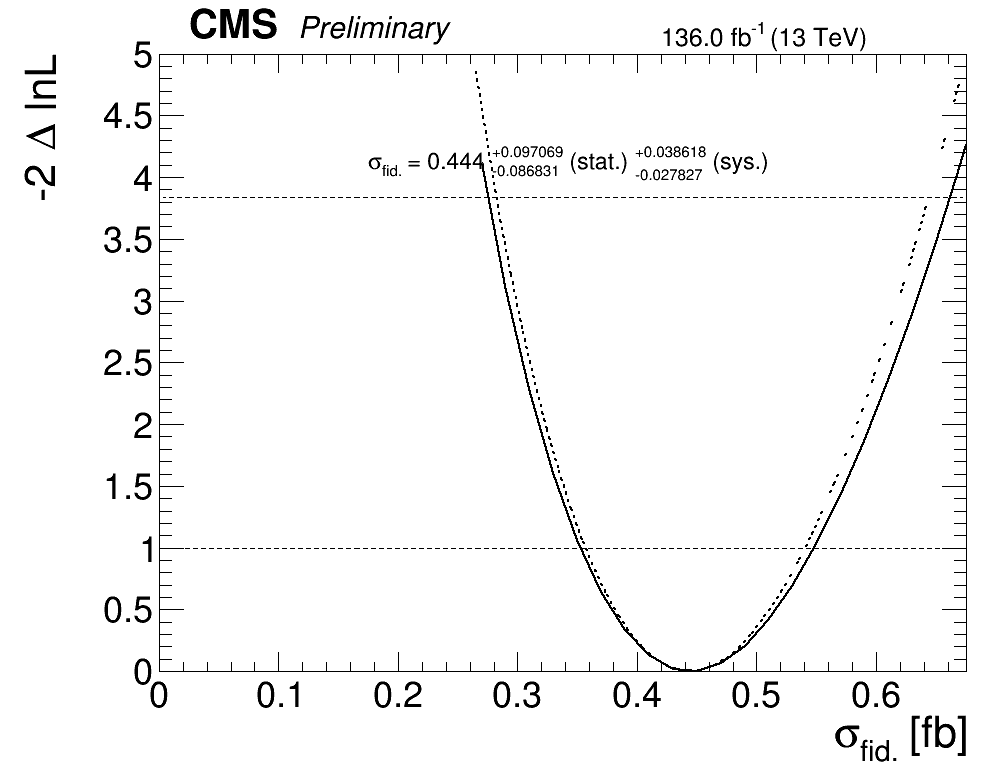 CMS Preliminary
136.0 fb⁻¹ (13 TeV)
-2 Δ lnL
5
4.5
4
3.5
3
2.5
2
1.5
1
0.5
0
σfid. = 0.444 +0.097069 -0.086831 (stat.) +0.038618 -0.027827 (sys.)
0 0.1 0.2 0.3 0.4 0.5 0.6
σfid. [fb]